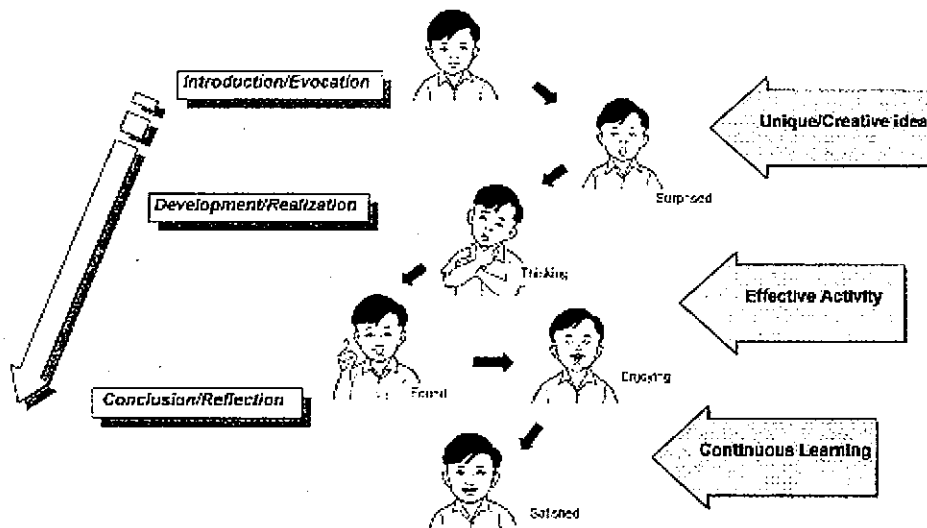 Introduction/Evocation
Unique/Creative idea
Surprised
Development/Realization
Thinking
Effective Activity
Enjoying
Found
Conclusion/Reflection
Continuous Learning
Satisfied